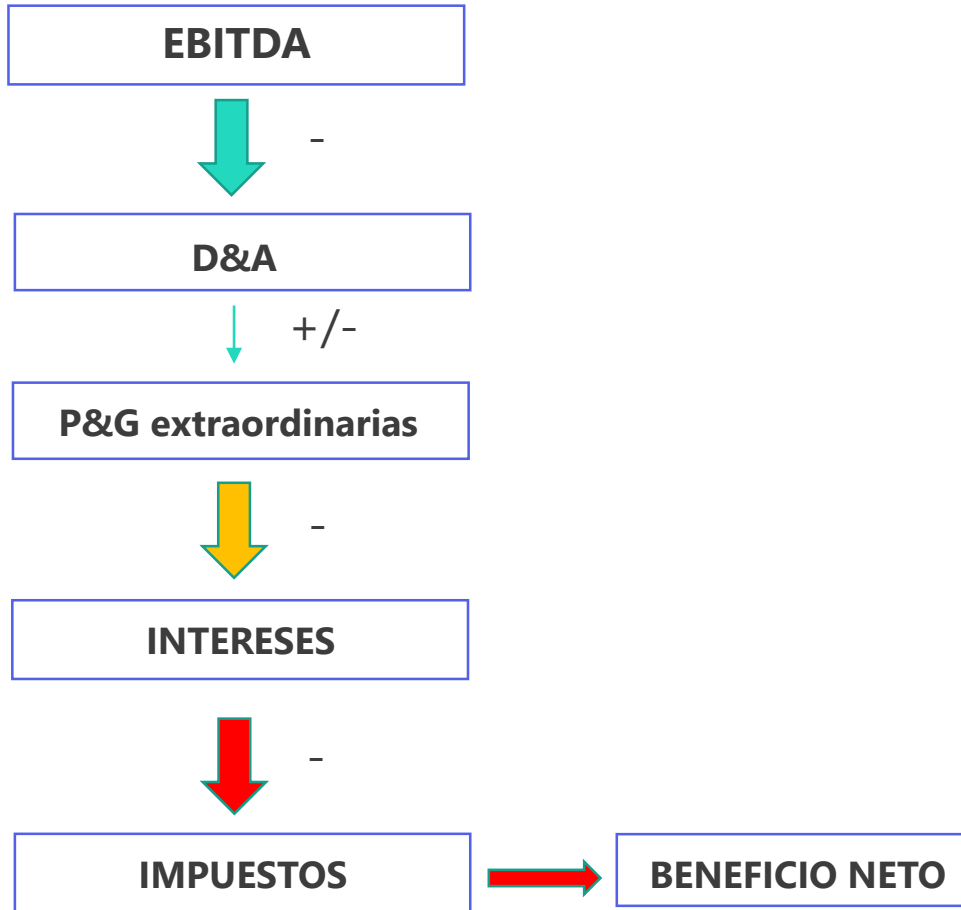 EBITDA
-
D&A
+/-
P&G extraordinarias
-
INTERESES
-
IMPUESTOS
BENEFICIO NETO